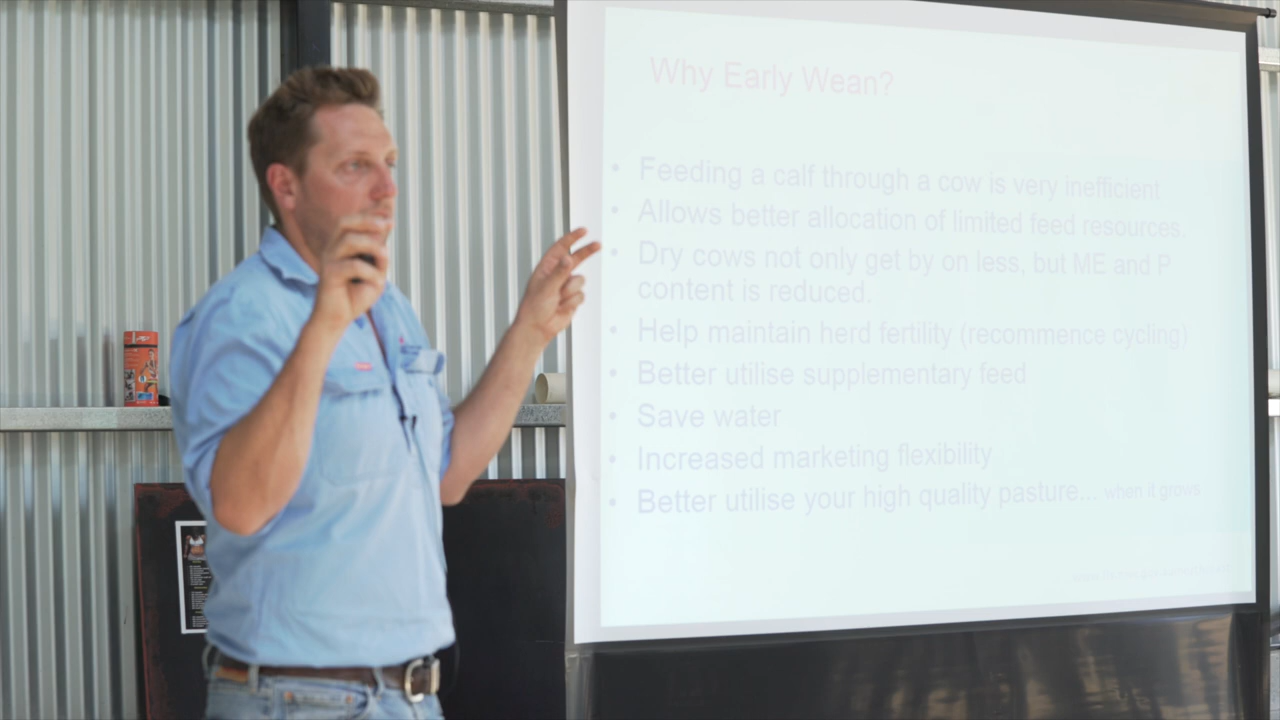 Why Early Wean?
• Feeding a calf through a cow is very inefficient
• Allows better allocation of limited feed resources.
• Dry cows not only get by on less, but ME and P
content is reduced.
• Help maintain herd fertility (recommence cycling)
• Better utilise supplementary feed
• Save water
• Increased marketing flexibility
• Better utilise your high quality pasture... when it grows